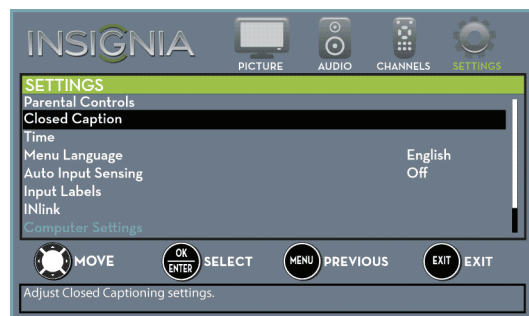 INSIGNIA
PICTURE AUDIO CHANNELS SETTINGS
SETTINGS
Parental Controls
Closed Caption
Time
Menu Language English
Auto Input Sensing Off
Input Labels
INlink
Computer Settings
MOVE OK ENTER SELECT MENU PREVIOUS EXIT EXIT
Adjust Closed Captioning settings.